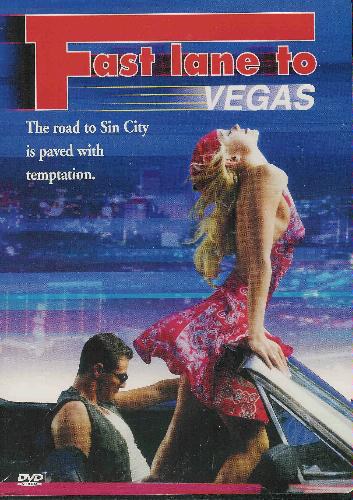 Fast lane to
VEGAS
The road to Sin City
is paved with
temptation.
DVD